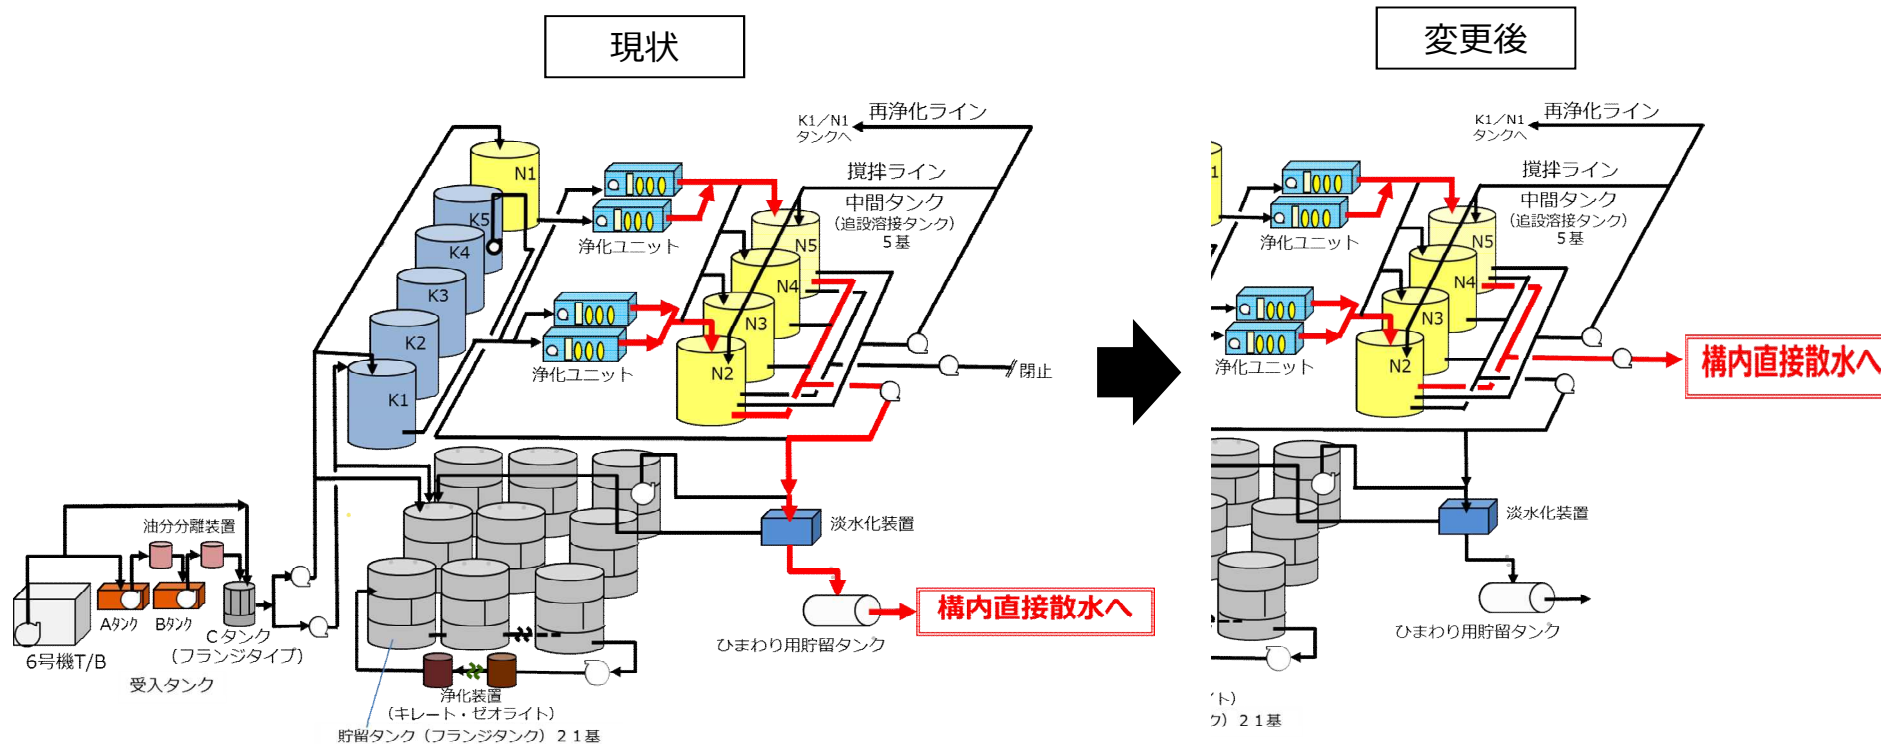 現状
再浄化ライン
K1／N1
タンクへ
撹拌ライン
中間タンク
（追設溶接タンク）
５基
N1
K5
K4
K3
K2
K1
浄化ユニット
浄化ユニット
N5
N4
N3
N2
閉止
淡水化装置
構内直接散水へ
ひまわり用貯留タンク
油分分離装置
Aタンク
Bタンク
Cタンク
（フランジタイプ）
6号機T/B
受入タンク
浄化装置
（キレート・ゼオライト）
貯留タンク（フランジタンク）２１基
変更後
再浄化ライン
K1／N1
タンクへ
撹拌ライン
中間タンク
（追設溶接タンク）
５基
1
浄化ユニット
浄化ユニット
N5
N4
N3
N2
構内直接散水へ
淡水化装置
ひまわり用貯留タンク
イト）
ク）２１基